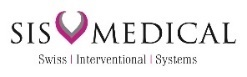 SIS MEDICAL
Swiss | Interventional | Systems